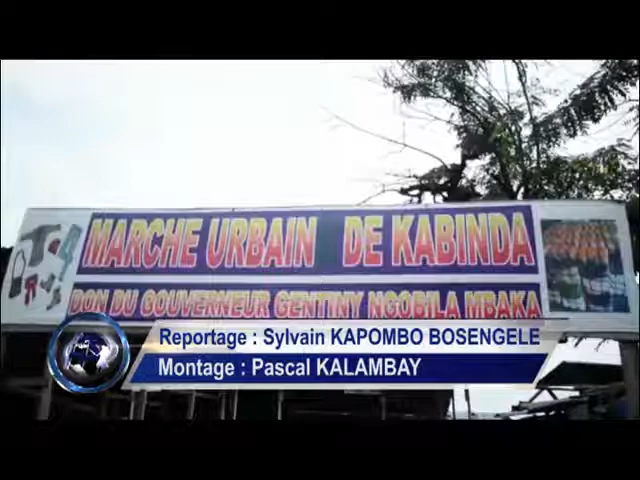 MARCHE URBAIN DE KABINDA
DON DU GOUVERNEUR GENTINY NGOBILA MBAKA
Reportage : Sylvain KAPOMBO BOSENGELE
Montage : Pascal KALAMBAY